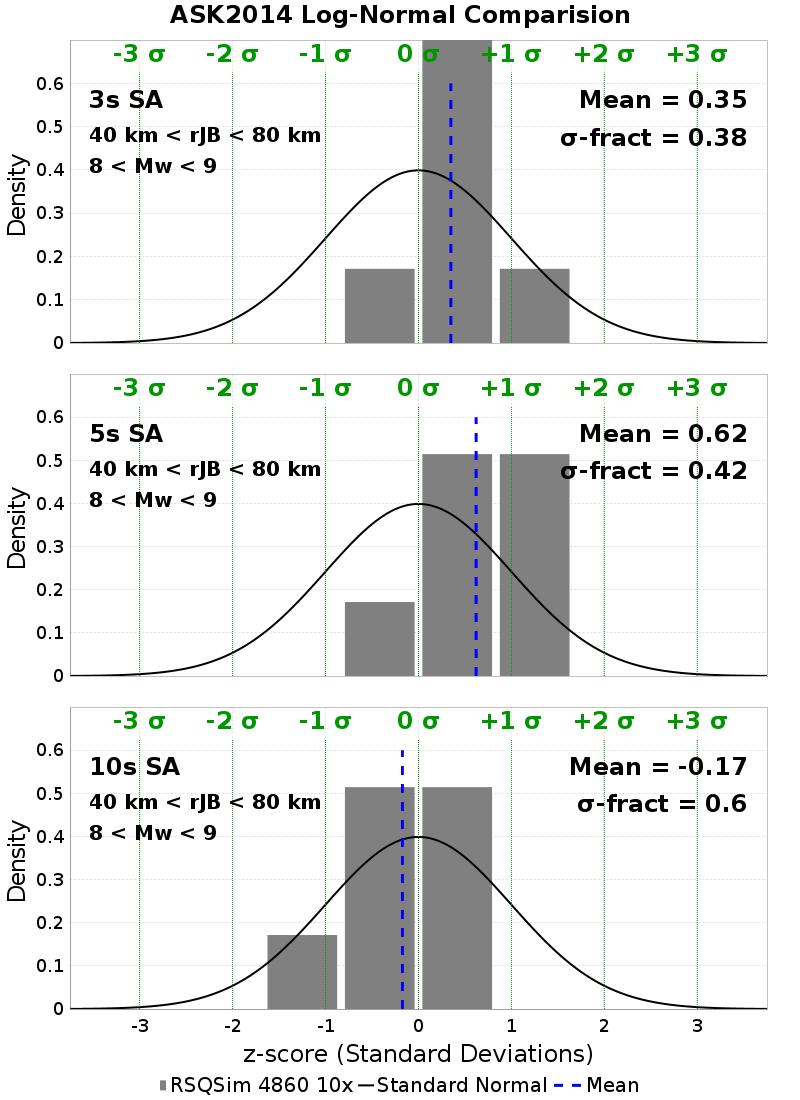 ASK2014 Log-Normal Comparision
-3 σ -2 σ -1 σ 0 σ +1 σ +2 σ +3 σ
0.6
3s SA Mean = 0.35
0.5
40 km < rJB < 80 km σ-fract = 0.38
8 < Mw < 9
0.4
0.3
0.2
0.1
0
Density
-3 σ -2 σ -1 σ 0 σ +1 σ +2 σ +3 σ
0.6
5s SA Mean = 0.62
0.5
40 km < rJB < 80 km σ-fract = 0.42
8 < Mw < 9
0.4
0.3
0.2
0.1
0
Density
-3 σ -2 σ -1 σ 0 σ +1 σ +2 σ +3 σ
0.6
10s SA Mean = -0.17
0.5
40 km < rJB < 80 km σ-fract = 0.6
8 < Mw < 9
0.4
0.3
0.2
0.1
0
Density
-3 -2 -1 0 1 2 3
z-score (Standard Deviations)
RSQSim 4860 10x Standard Normal Mean